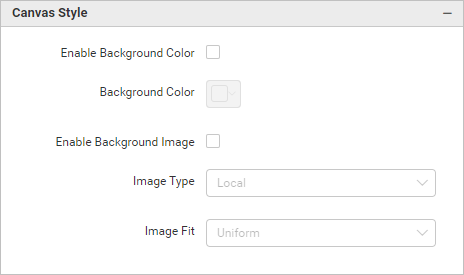 Canvas Style
Enable Background Color
Background Color
Enable Background Image
Image Type Local
Image Fit Uniform